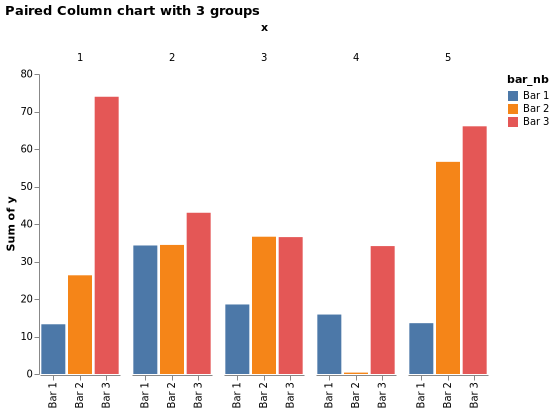 Paired Column chart with 3 groups
x
1 2 3 4 5
80
70
60
50
40
30
20
10
0
Sum of y
Bar 1 Bar 2 Bar 3 Bar 1 Bar 2 Bar 3 Bar 1 Bar 2 Bar 3 Bar 1 Bar 2 Bar 3 Bar 1 Bar 2 Bar 3
bar_nb
Bar 1
Bar 2
Bar 3